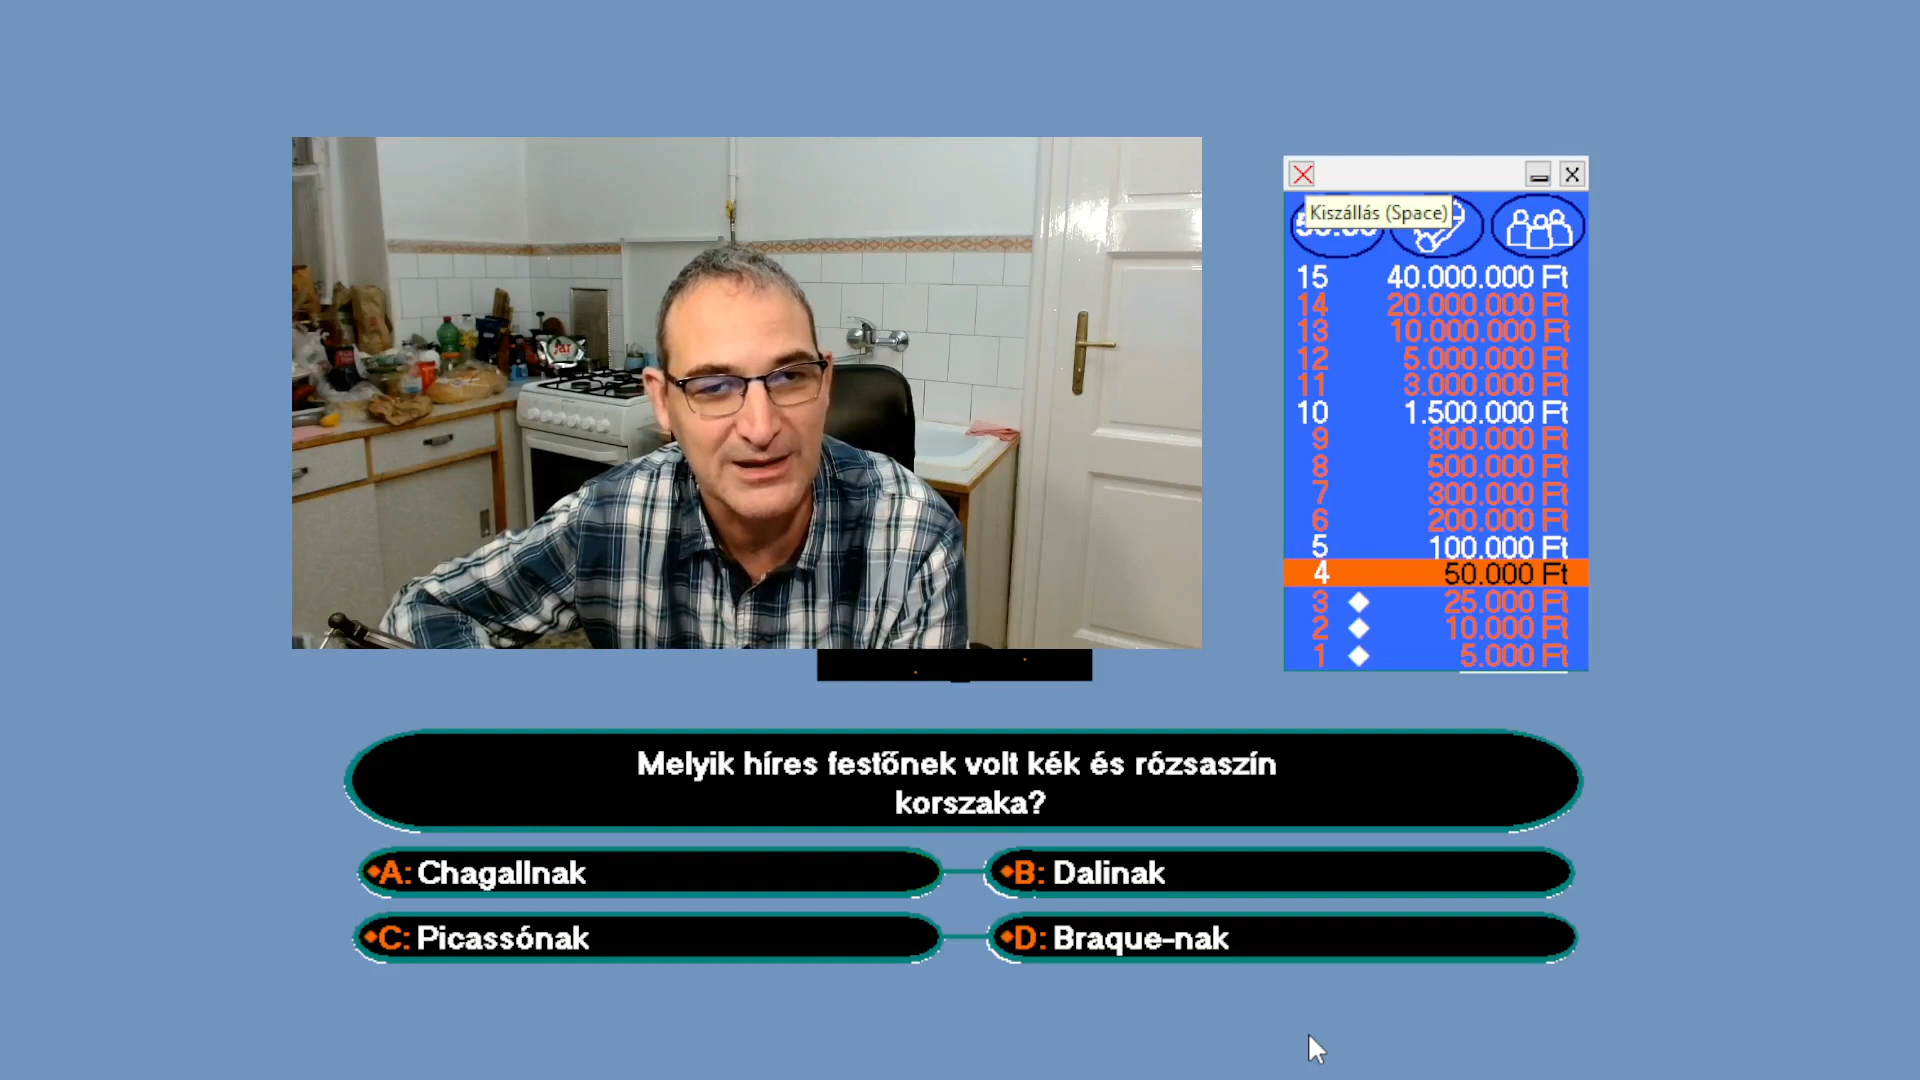 Kiszállás (Space)
15 40.000.000 Ft
14 20.000.000 Ft
13 10.000.000 Ft
12 5.000.000 Ft
11 3.000.000 Ft
10 1.500.000 Ft
9 800.000 Ft
8 500.000 Ft
7 300.000 Ft
6 200.000 Ft
5 100.000 Ft
4 50.000 Ft
3 25.000 Ft
2 10.000 Ft
1 5.000 Ft
Melyik híres festőnek volt kék és rózsaszín
korszaka?
A: Chagallnak
B: Dalinak
C: Picassónak
D: Braque-nak